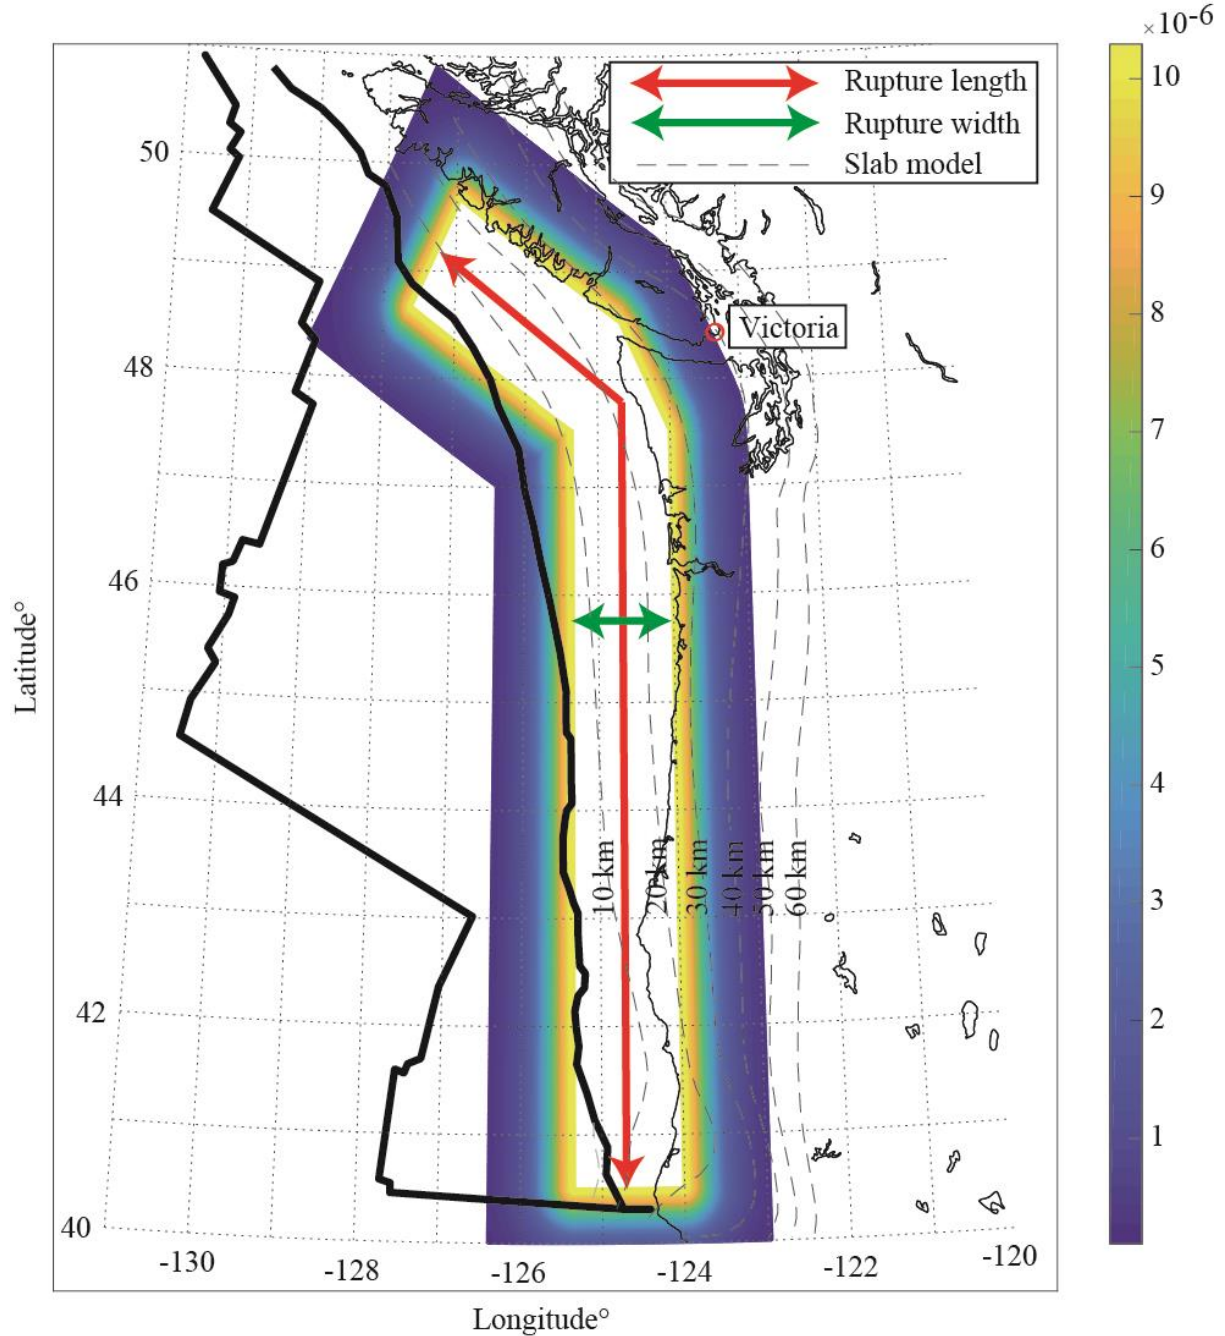 ×10-6
Rupture length
Rupture width
Slab model
10
9
8
7
6
5
4
3
2
1
Victoria
50
48
46
44
42
40
Latitude°
10 km
20 km
30 km
40 km
50 km
60 km
-130
-128
-126
-124
-122
-120
Longitude°